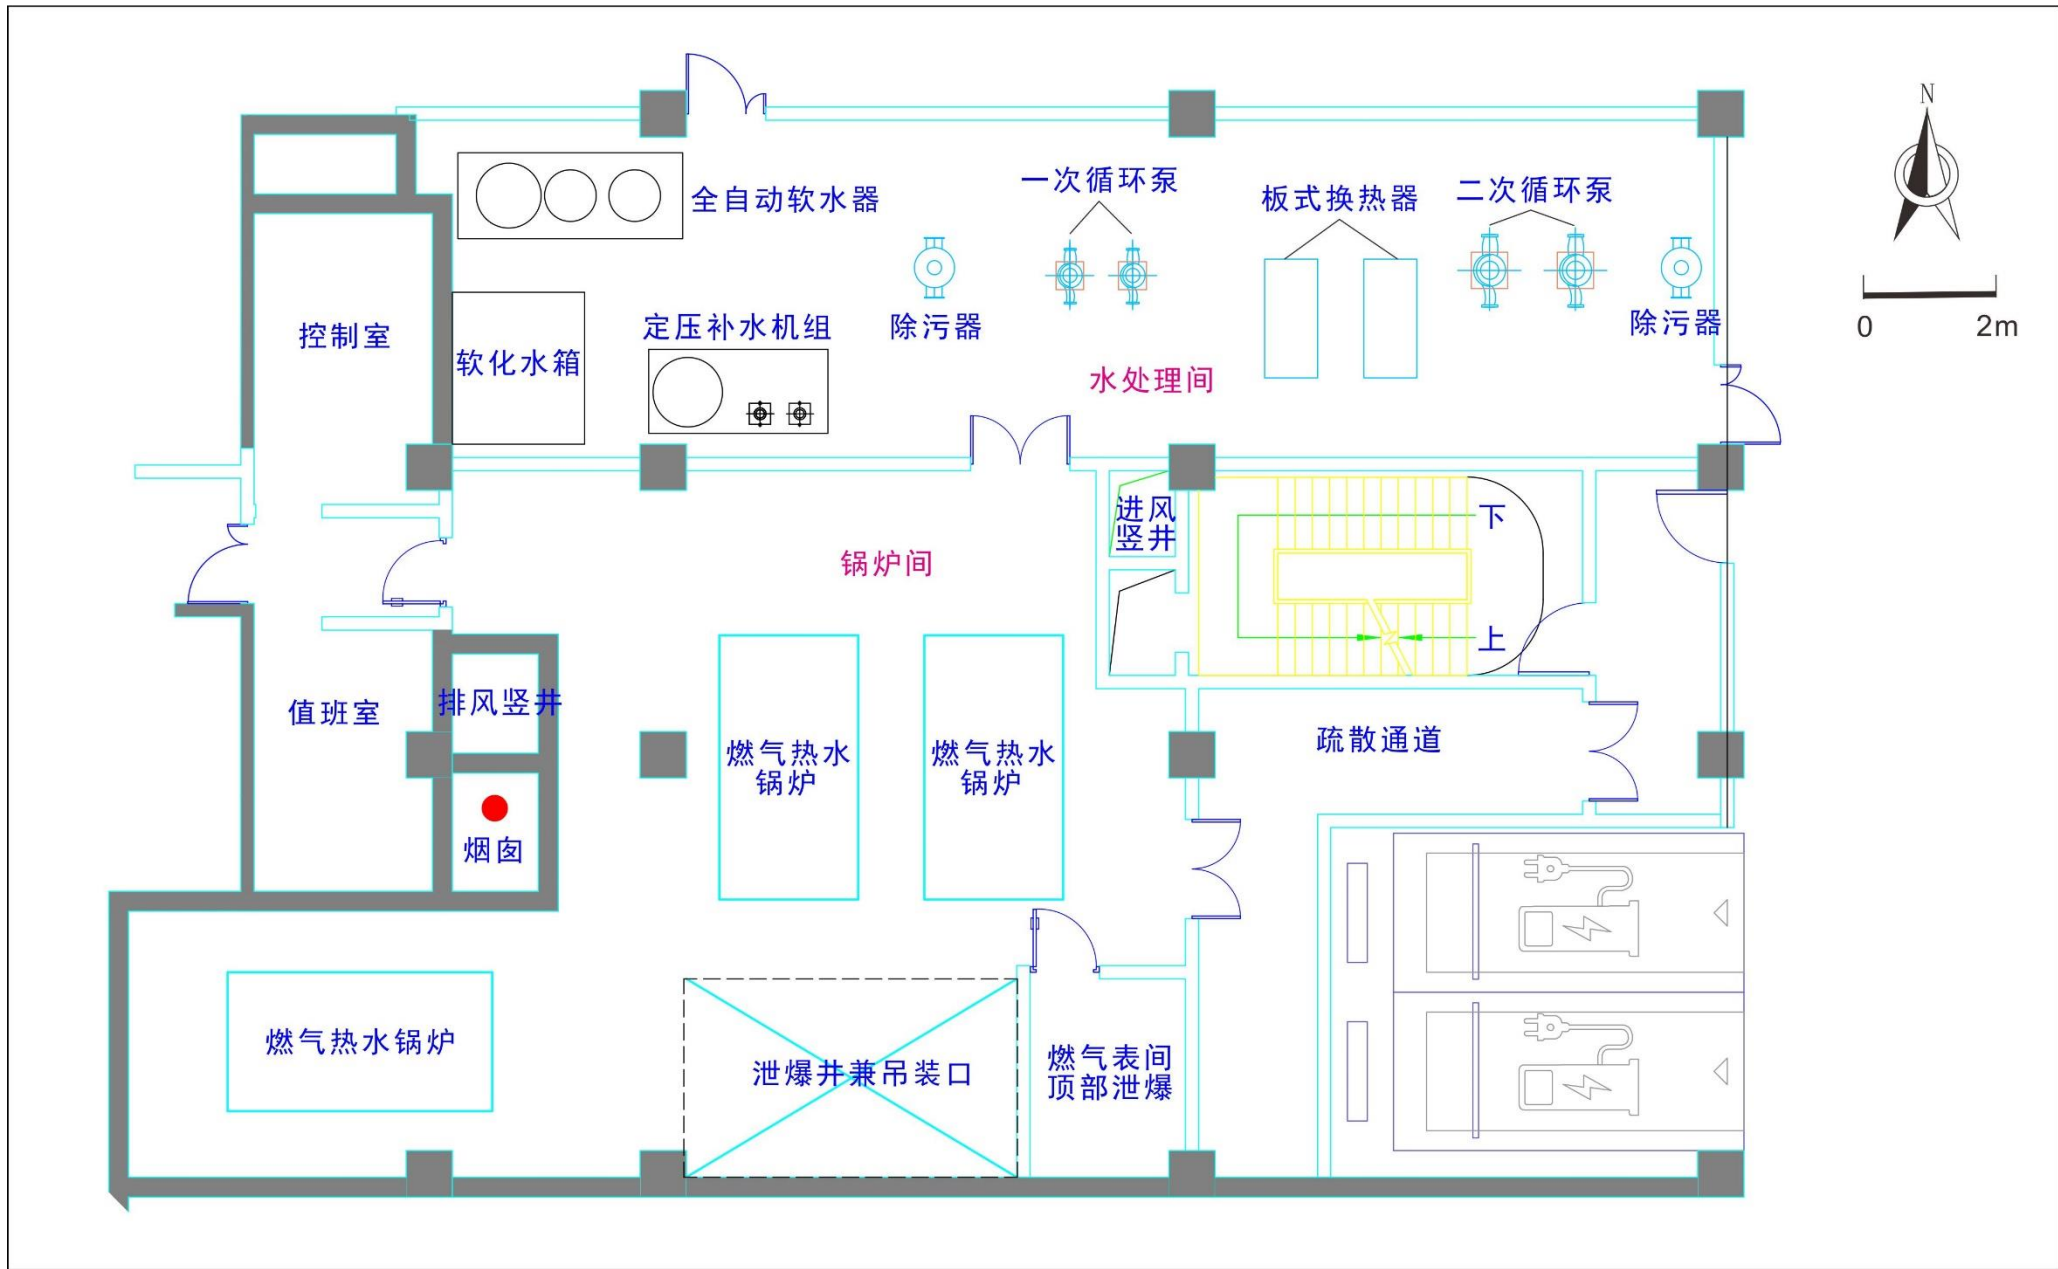 N
0
2m
全自动软水器
一次循环泵
板式换热器
二次循环泵
控制室
软化水箱
定压补水机组
除污器
除污器
水处理间
进风
竖井
下
锅炉间
上
值班室
排风竖井
燃气热水
锅炉
燃气热水
锅炉
疏散通道
烟囱
燃气热水锅炉
泄爆井兼吊装口
燃气表间
顶部泄爆